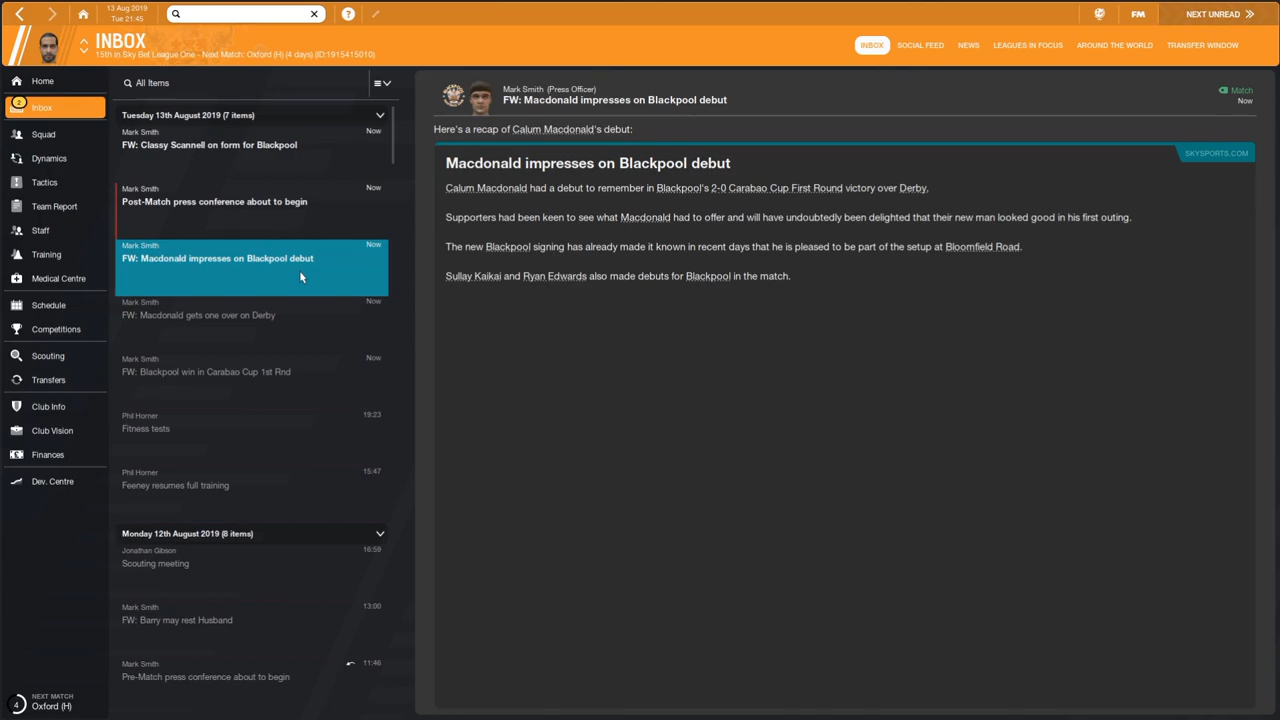 13 Aug 2019
Tue 21:45
FM
NEXT UNREAD
INBOX
15th in Sky Bet League One - Next Match: Oxford (H) (4 days) (ID:1915415010)
INBOX
SOCIAL FEED
NEWS
LEAGUES IN FOCUS
AROUND THE WORLD
TRANSFER WINDOW
Home
2
Inbox
Squad
Dynamics
Tactics
Team Report
Staff
Training
Medical Centre
Schedule
Competitions
Scouting
Transfers
Club Info
Club Vision
Finances
Dev. Centre
4
NEXT MATCH
Oxford (H)
All Items
Tuesday 13th August 2019 (7 items)
Mark Smith Now
FW: Classy Scannell on form for Blackpool
Mark Smith Now
Post-Match press conference about to begin
Mark Smith Now
FW: Macdonald impresses on Blackpool debut
Mark Smith Now
FW: Macdonald gets one over on Derby
Mark Smith Now
FW: Blackpool win in Carabao Cup 1st Rnd
Phil Horner 19:23
Fitness tests
Phil Horner 15:47
Feeney resumes full training
Monday 12th August 2019 (8 items)
Jonathan Gibson 16:59
Scouting meeting
Mark Smith 13:00
FW: Barry may rest Husband
Mark Smith 11:46
Pre-Match press conference about to begin
Mark Smith (Press Officer)
FW: Macdonald impresses on Blackpool debut
Match
Now
Here's a recap of Calum Macdonald's debut:
SKYSPORTS.COM
Macdonald impresses on Blackpool debut
Calum Macdonald had a debut to remember in Blackpool's 2-0 Carabao Cup First Round victory over Derby.
Supporters had been keen to see what Macdonald had to offer and will have undoubtedly been delighted that their new man looked good in his first outing.
The new Blackpool signing has already made it known in recent days that he is pleased to be part of the setup at Bloomfield Road.
Sullay Kaikai and Ryan Edwards also made debuts for Blackpool in the match.